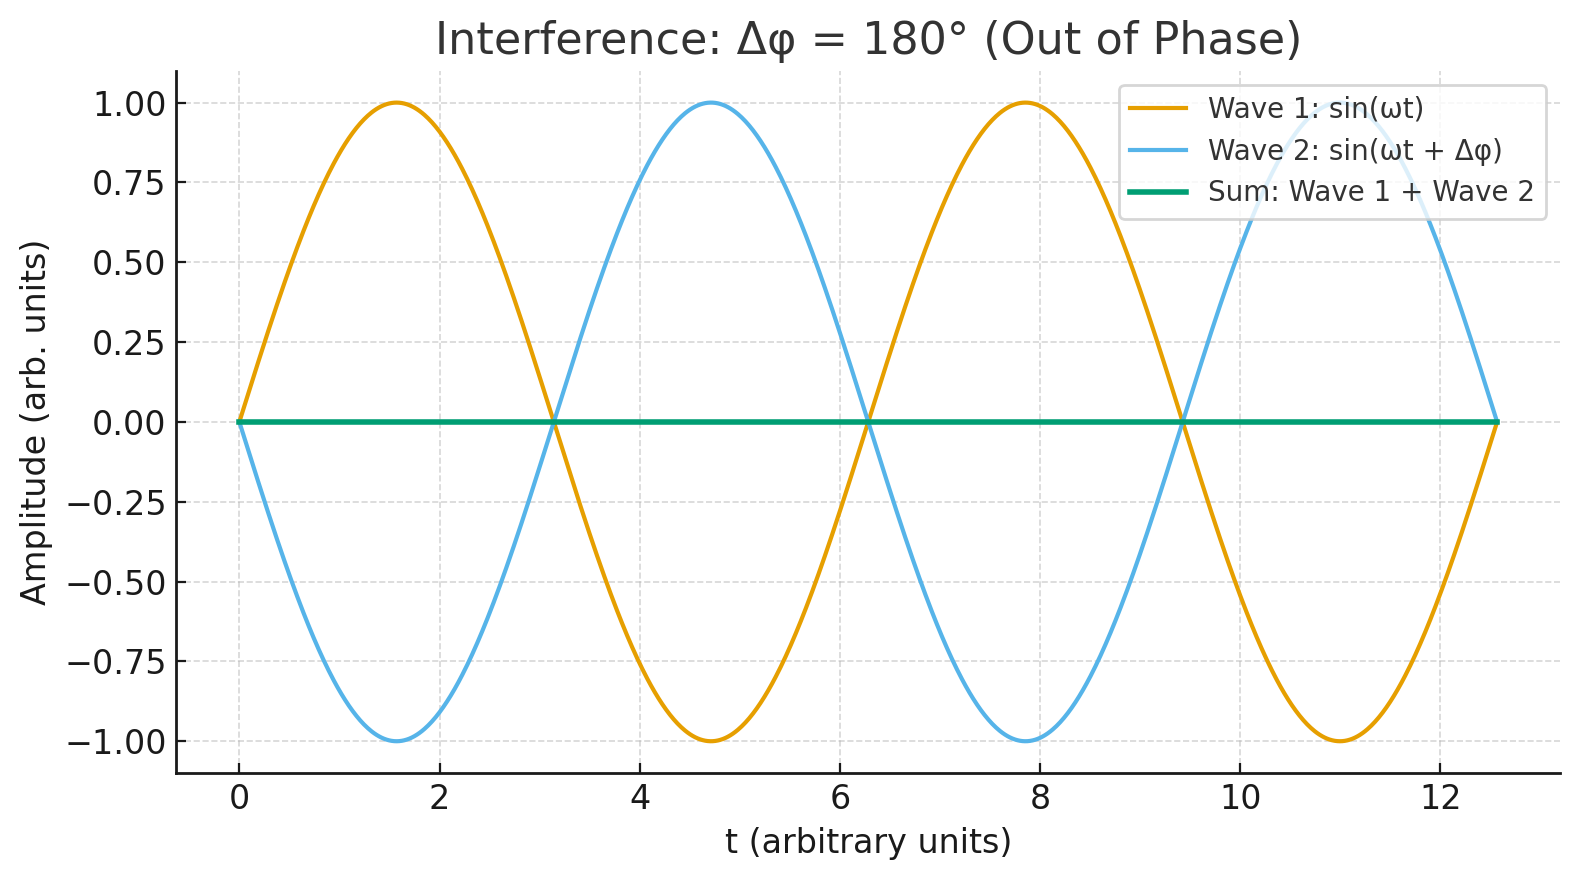 Interference: Δφ = 180° (Out of Phase)
Wave 1: sin(ωt)
Wave 2: sin(ωt + Δφ)
Sum: Wave 1 + Wave 2
Amplitude (arb. units)
1.00
0.75
0.50
0.25
0.00
−0.25
−0.50
−0.75
−1.00
0 2 4 6 8 10 12
t (arbitrary units)